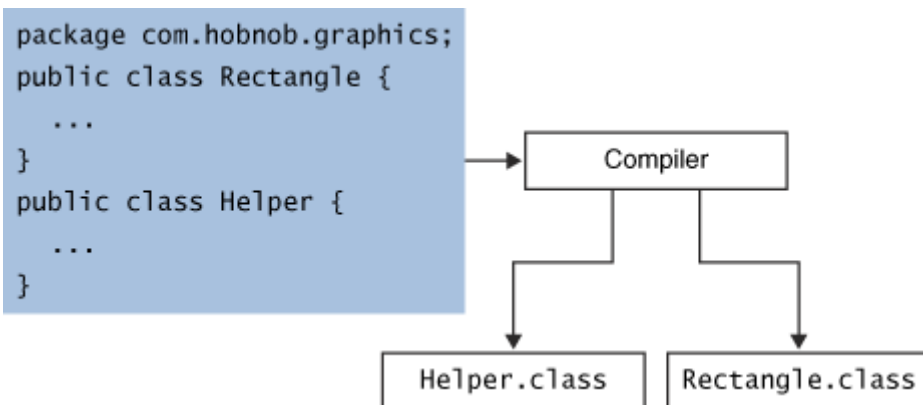 package com.hobnob.graphics;
public class Rectangle {
...
}
public class Helper {
...
}
Compiler
Helper.class
Rectangle.class